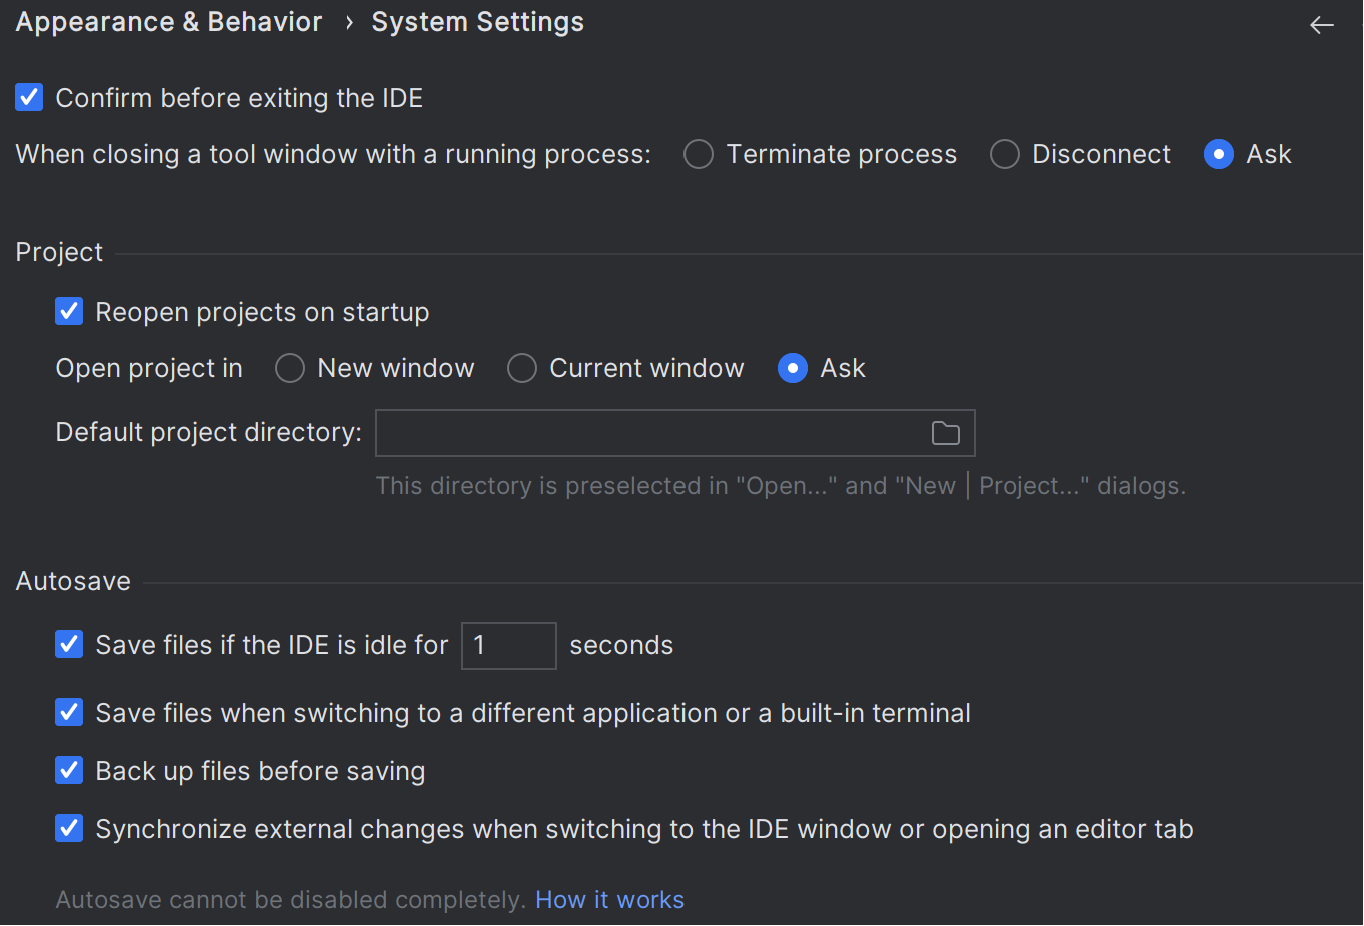 Appearance & Behavior › System Settings
Confirm before exiting the IDE
When closing a tool window with a running process: Terminate process Disconnect Ask
Project
Reopen projects on startup
Open project in New window Current window Ask
Default project directory:
This directory is preselected in "Open..." and "New | Project..." dialogs.
Autosave
Save files if the IDE is idle for 1 seconds
Save files when switching to a different application or a built-in terminal
Back up files before saving
Synchronize external changes when switching to the IDE window or opening an editor tab
Autosave cannot be disabled completely. How it works